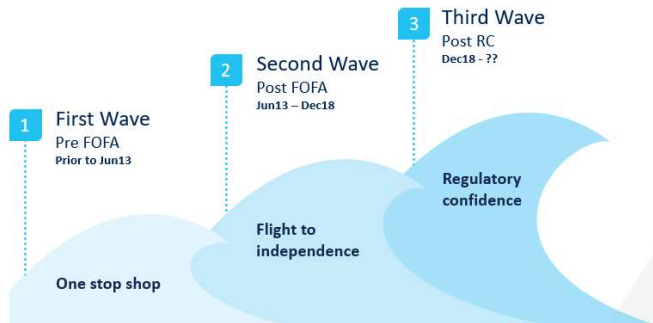 1
First Wave
Pre FOFA
Prior to Jun13
One stop shop
2
Second Wave
Post FOFA
Jun13 – Dec18
Flight to
independence
3
Third Wave
Post RC
Dec18 - ??
Regulatory
confidence